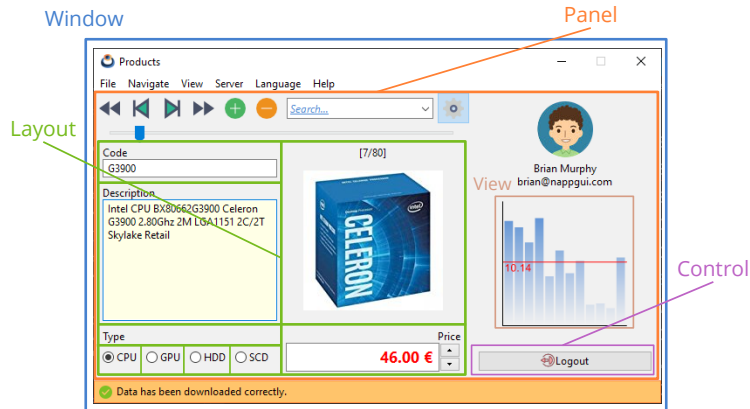 Window
Panel
Products
File Navigate View Server Language Help
Search...
Layout
Code
G3900
[7/80]
Brian Murphy
brian@nappgui.com
View
Description
Intel CPU BX80662G3900 Celeron
G3900 2.80Ghz 2M LGA1151 2C/2T
Skylake Retail
intel
CELERON
10.14
Control
Type
Price
CPU GPU HDD SCD
46.00 €
Logout
Data has been downloaded correctly.